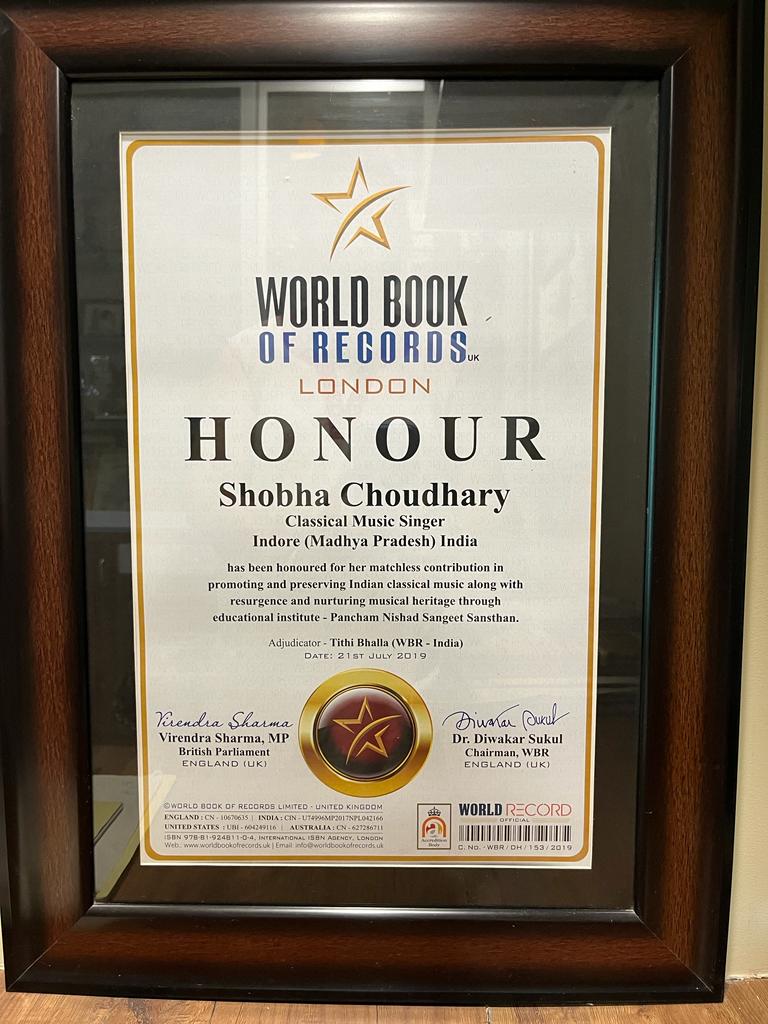 WORLD BOOK
OF RECORDS UK
LONDON
HONOUR
Shobha Choudhary
Classical Music Singer
Indore (Madhya Pradesh) India
has been honoured for her matchless contribution in
promoting and preserving Indian classical music along with
resurgence and nurturing musical heritage through
educational institute - Pancham Nishad Sangeet Sansthan.
Adjudicator - Tithi Bhalla (WBR - India)
DATE: 21ST JULY 2019
Virendra Sharma
Virendra Sharma, MP
British Parliament
ENGLAND (UK)
Diwakar Sukul
Dr. Diwakar Sukul
Chairman, WBR
ENGLAND (UK)
©WORLD BOOK OF RECORDS LIMITED - UNITED KINGDOM
ENGLAND : CN - 10670635 | INDIA : CIN - U74996MP2017NPL042166
UNITED STATES : UBI - 604249116 | AUSTRALIA : CN - 627286711
ISBN 978-81-924811-0-4, INTERNATIONAL ISBN AGENCY, LONDON
Web.: www.worldbookofrecords.uk | Email: info@worldbookofrecords.uk
Accreditation
Body
WORLD RECORD
OFFICIAL
C. No. - WBR / DH / 153 / 2019